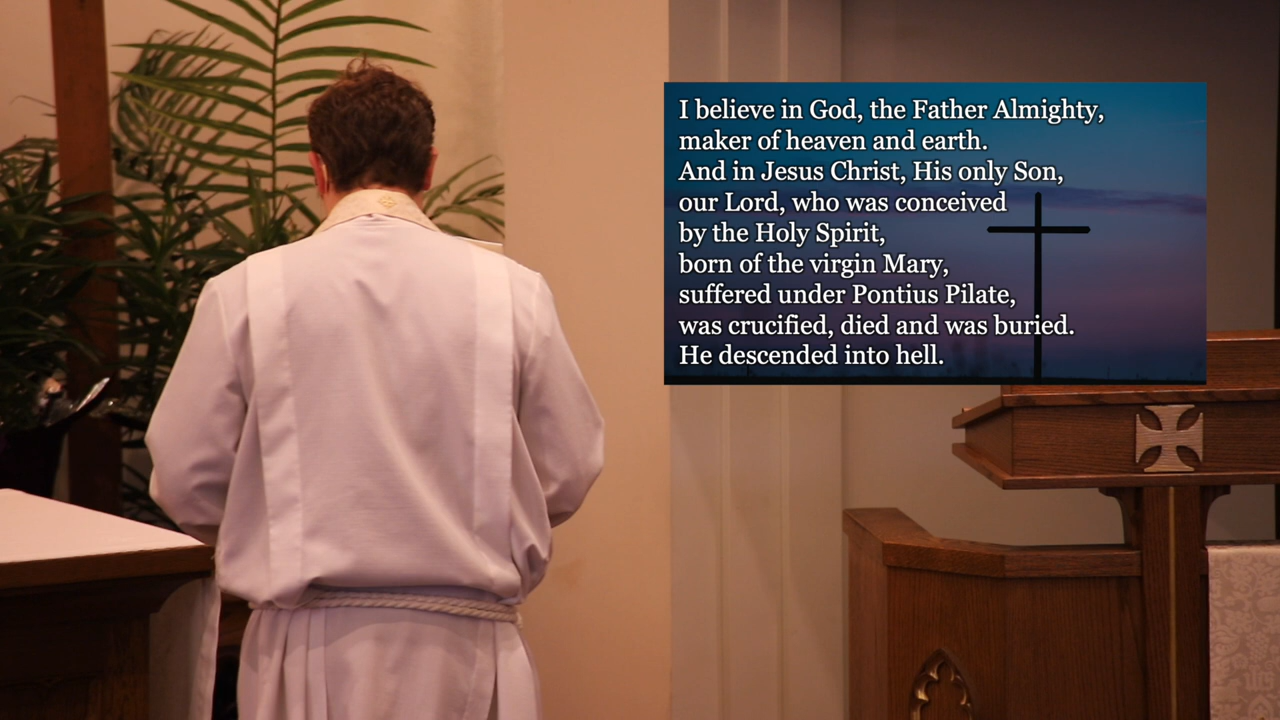 I believe in God, the Father Almighty,
maker of heaven and earth.
And in Jesus Christ, His only Son,
our Lord, who was conceived
by the Holy Spirit,
born of the virgin Mary,
suffered under Pontius Pilate,
was crucified, died and was buried.
He descended into hell.